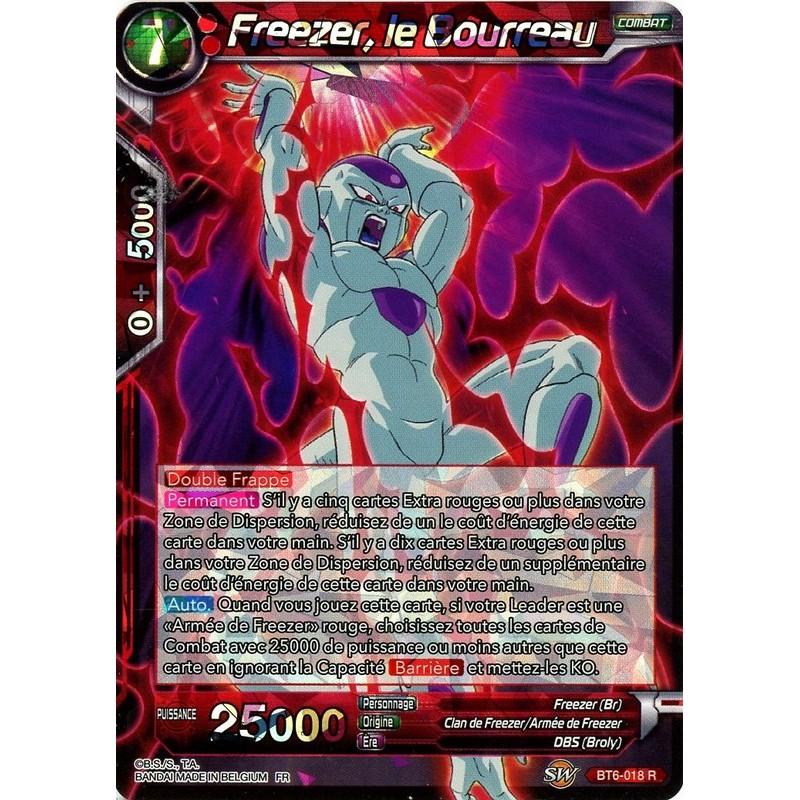 7
Freezer, le Bourreau
COMBAT
0 + 5000
Double Frappe
Permanent S'il y a cinq cartes Extra rouges ou plus dans votre
Zone de Dispersion, réduisez de un le coût d'énergie de cette
carte dans votre main. S'il y a dix cartes Extra rouges ou plus
dans votre Zone de Dispersion, réduisez de un supplémentaire
le coût d'énergie de cette carte dans votre main.
Auto. Quand vous jouez cette carte, si votre Leader est une
«Armée de Freezer» rouge, choisissez toutes les cartes de
Combat avec 25000 de puissance ou moins autres que cette
carte en ignorant la Capacité Barrière et mettez-les KO.
PUISSANCE 25000
Personnage Freezer (Br)
Origine Clan de Freezer/Armée de Freezer
Ère DBS (Broly)
©B.S./S., T.A.
BANDAI MADE IN BELGIUM FR
SW BT6-018 R